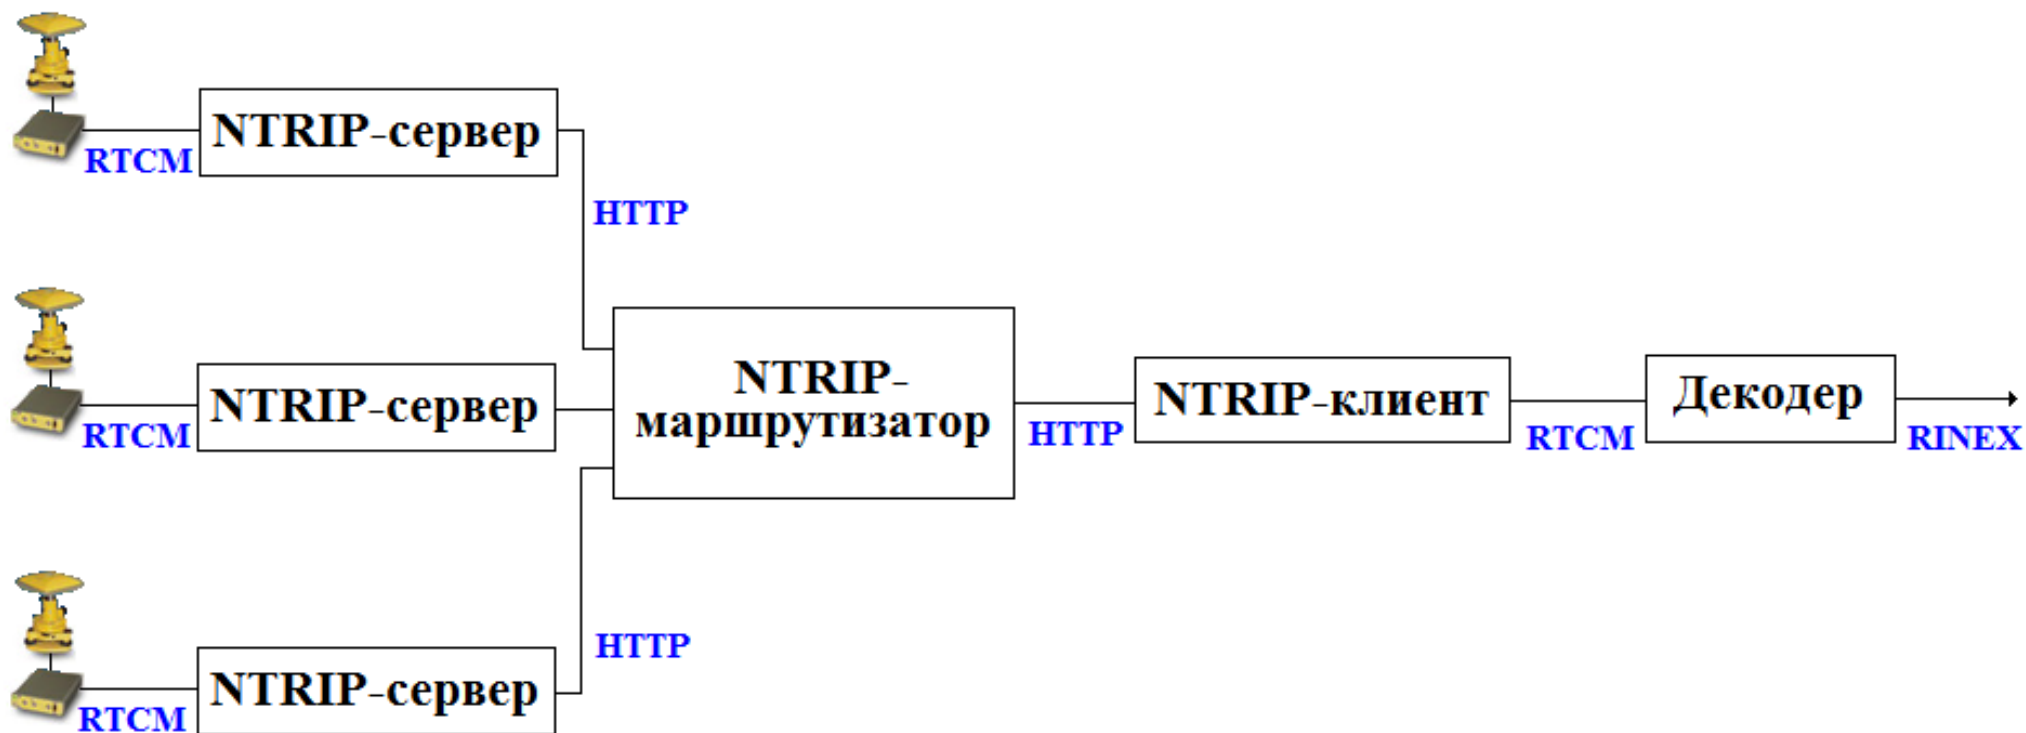 NTRIP-сервер
RTCM
HTTP
NTRIP-сервер
RTCM
NTRIP-
маршрутизатор
HTTP
NTRIP-клиент
RTCM
Декодер
RINEX
HTTP
NTRIP-сервер
RTCM